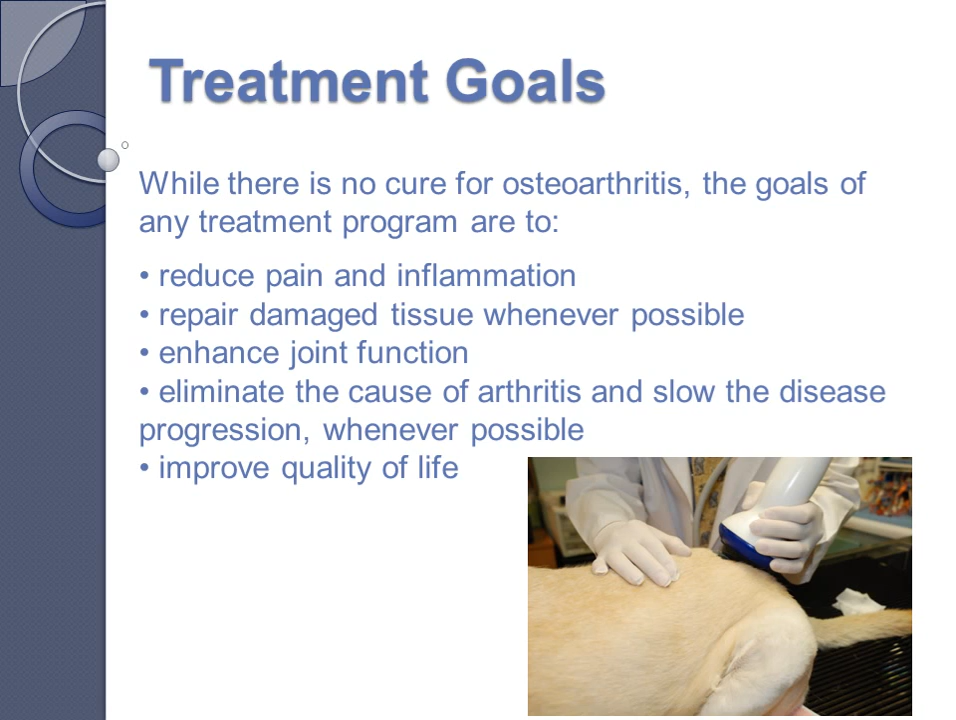 Treatment Goals
While there is no cure for osteoarthritis, the goals of
any treatment program are to:
• reduce pain and inflammation
• repair damaged tissue whenever possible
• enhance joint function
• eliminate the cause of arthritis and slow the disease
progression, whenever possible
• improve quality of life